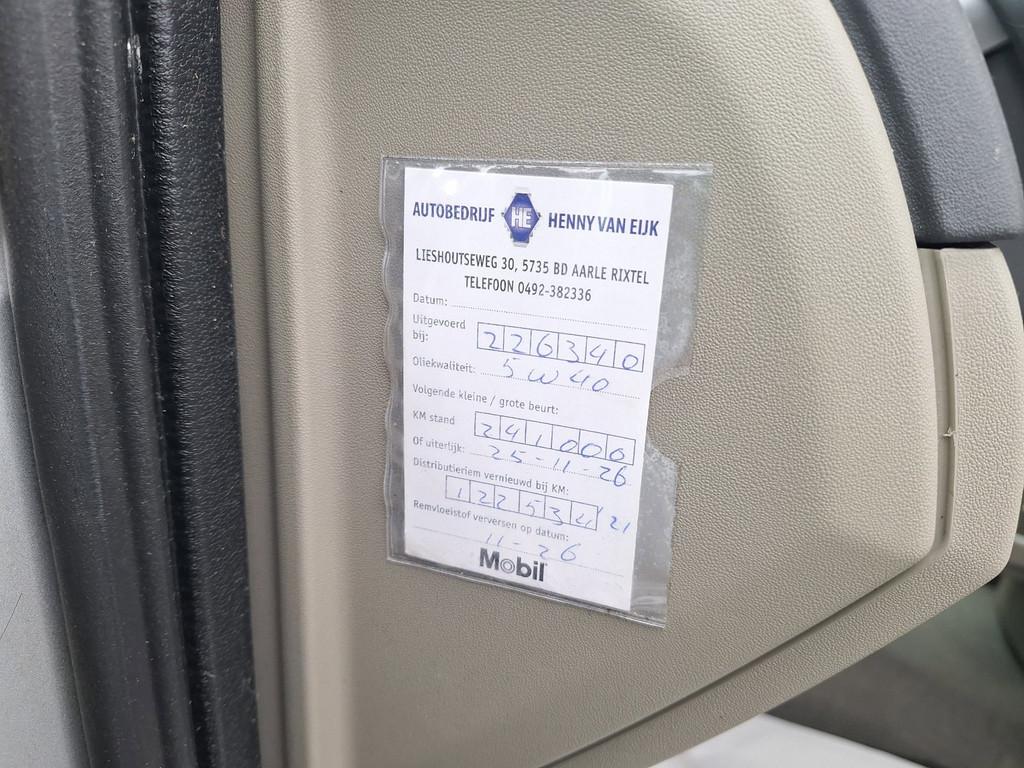 AUTOBEDRIJF HE HENNY VAN EIJK
LIESHOUTSEWEG 30, 5735 BD AARLE RIXTEL
TELEFOON 0492-382336
Datum:
Uitgevoerd bij: 226340
Oliekwaliteit: 5W40
Volgende kleine / grote beurt:
KM stand 241000
Of uiterlijk: 25-11-26
Distributieriem vernieuwd bij KM:
122534/21
Remvloeistof verversen op datum:
11-26
Mobil